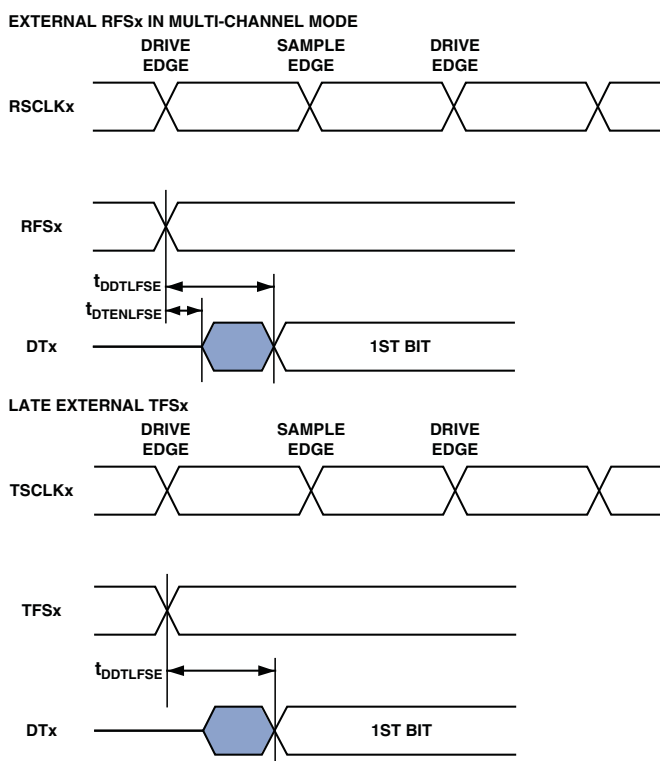 EXTERNAL RFSx IN MULTI-CHANNEL MODE
DRIVE EDGE
SAMPLE EDGE
DRIVE EDGE
RSCLKx
RFSx
tDDTLFSE
tDTENLFSE
DTx
1ST BIT
LATE EXTERNAL TFSx
DRIVE EDGE
SAMPLE EDGE
DRIVE EDGE
TSCLKx
TFSx
tDDTLFSE
DTx
1ST BIT